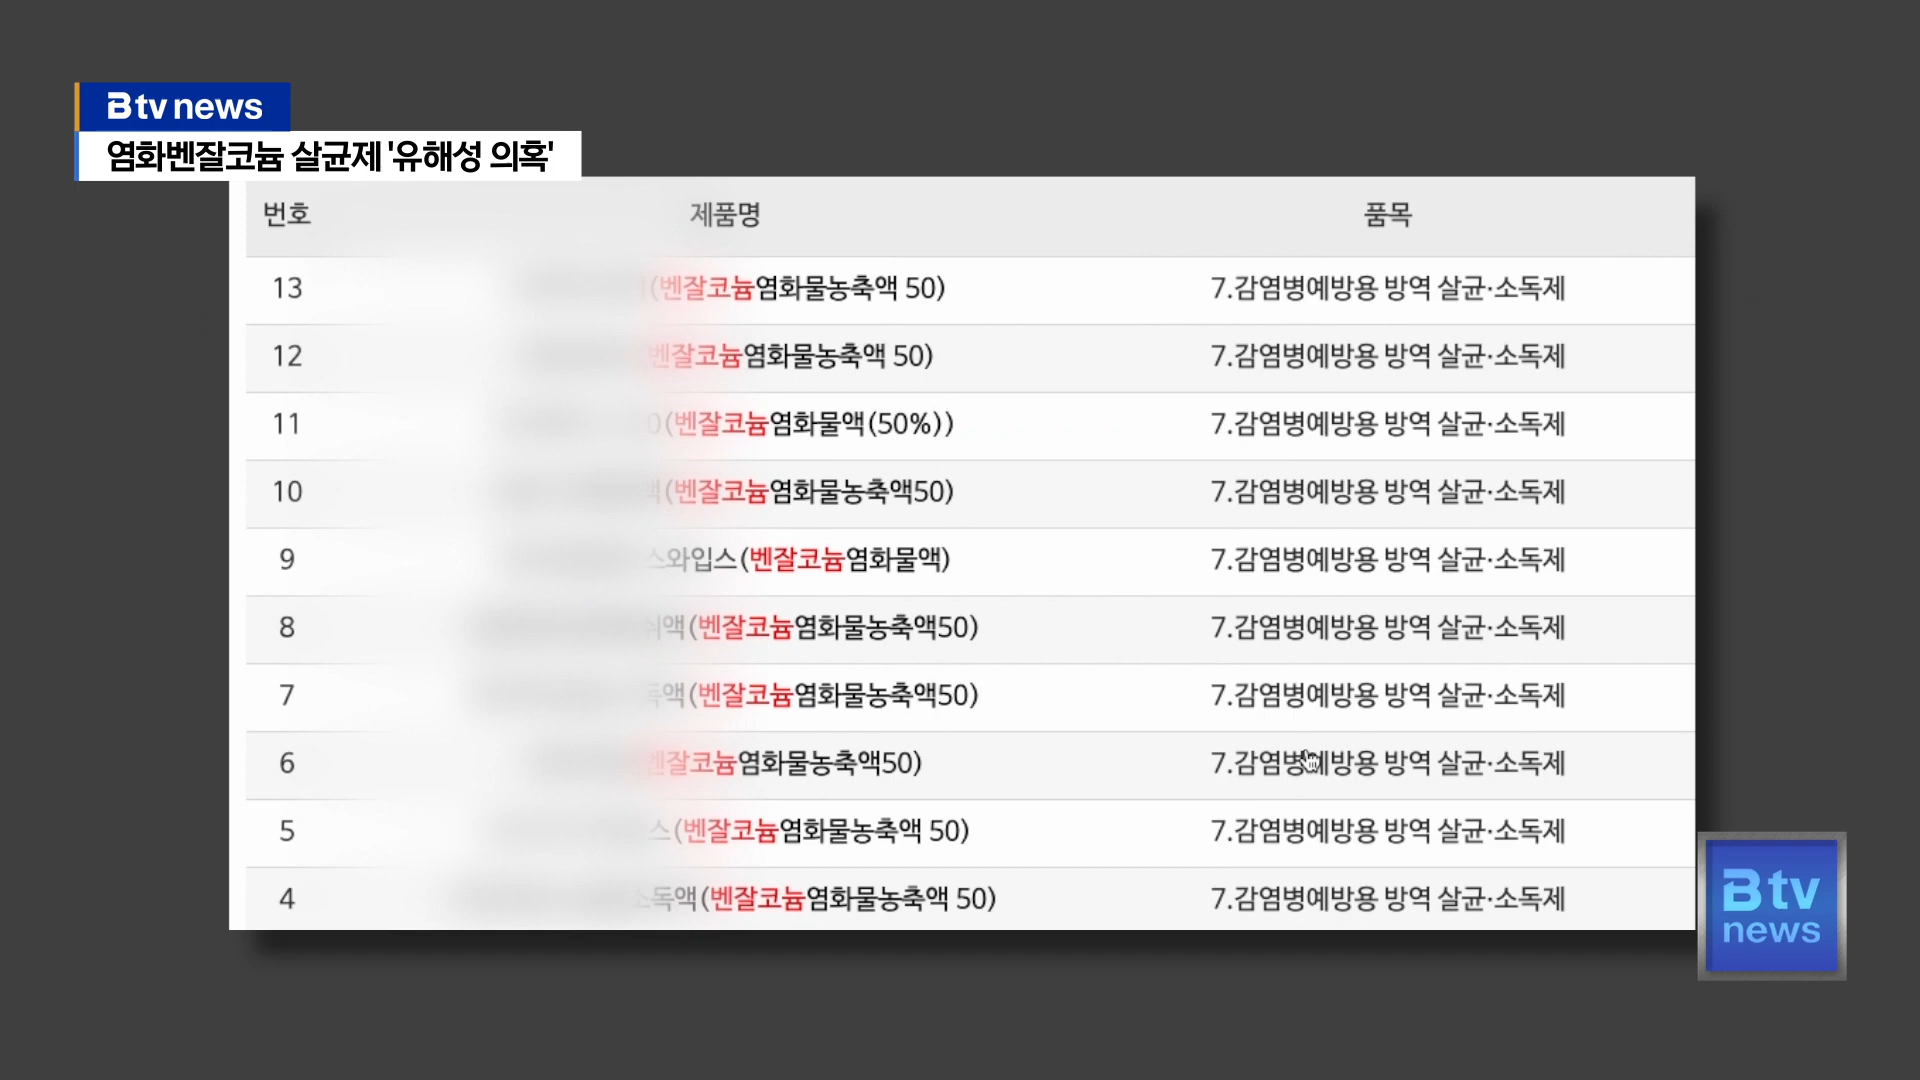 B tv news
염화벤잘코늄 살균제 '유해성 의혹'
번호 제품명 품목
13 (벤잘코늄염화물농축액 50) 7.감염병예방용 방역 살균·소독제
12 벤잘코늄염화물농축액 50) 7.감염병예방용 방역 살균·소독제
11 0(벤잘코늄염화물액(50%)) 7.감염병예방용 방역 살균·소독제
10 액(벤잘코늄염화물농축액50) 7.감염병예방용 방역 살균·소독제
9 스와입스(벤잘코늄염화물액) 7.감염병예방용 방역 살균·소독제
8 액(벤잘코늄염화물농축액50) 7.감염병예방용 방역 살균·소독제
7 독액(벤잘코늄염화물농축액50) 7.감염병예방용 방역 살균·소독제
6 벤잘코늄염화물농축액50) 7.감염병예방용 방역 살균·소독제
5 스(벤잘코늄염화물농축액 50) 7.감염병예방용 방역 살균·소독제
4 소독액(벤잘코늄염화물농축액 50) 7.감염병예방용 방역 살균·소독제
B tv
news